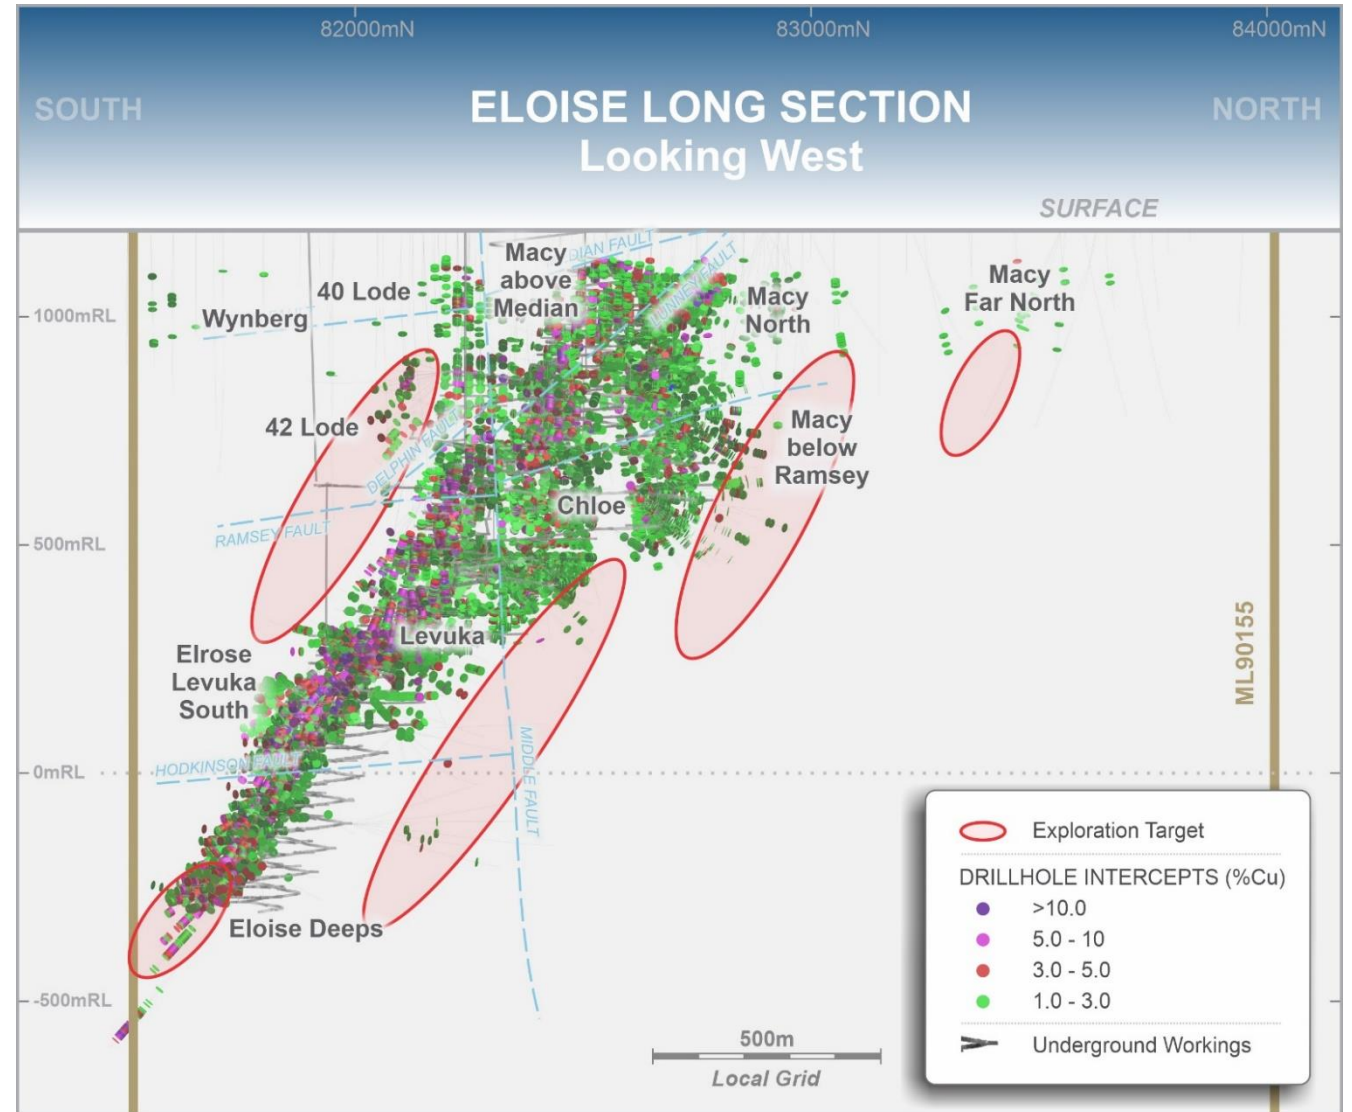 82000mN
83000mN
84000mN
SOUTH
ELOISE LONG SECTION
NORTH
Looking West
SURFACE
Macy
above
Median
DIAN FAULT
Macy
North
Macy
Far North
40 Lode
Wynberg
1000mRL
42 Lode
DELPHIN FAULT
Macy
below
Ramsey
Chloe
RAMSEY FAULT
500mRL
Levuka
Elrose
Levuka
South
ML90155
HODKINSON FAULT
MIDDLE FAULT
0mRL
Eloise Deeps
-500mRL
500m
Local Grid
Exploration Target
DRILLHOLE INTERCEPTS (%Cu)
>10.0
5.0 - 10
3.0 - 5.0
1.0 - 3.0
Underground Workings